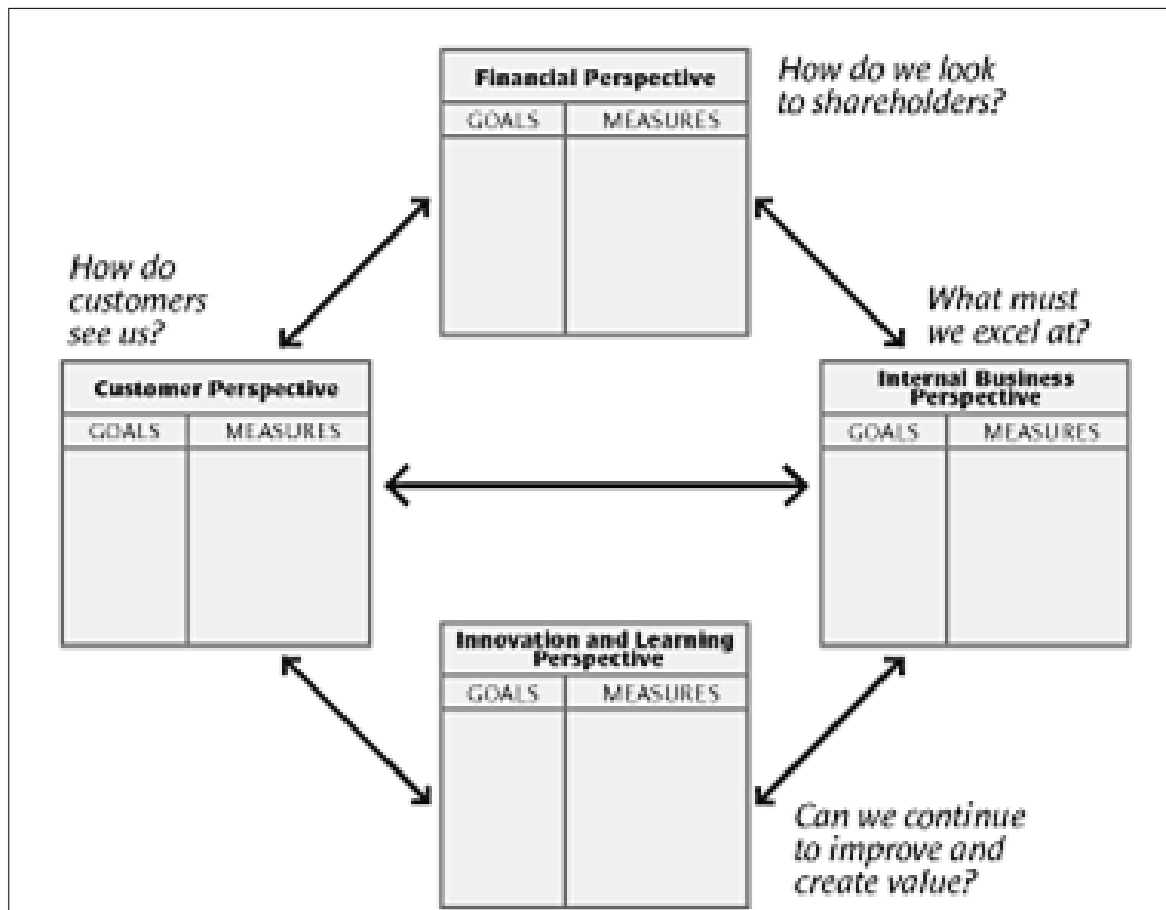 Financial Perspective
GOALS MEASURES
How do we look
to shareholders?
How do
customers
see us?
Customer Perspective
GOALS MEASURES
What must
we excel at?
Internal Business
Perspective
GOALS MEASURES
Innovation and Learning
Perspective
GOALS MEASURES
Can we continue
to improve and
create value?